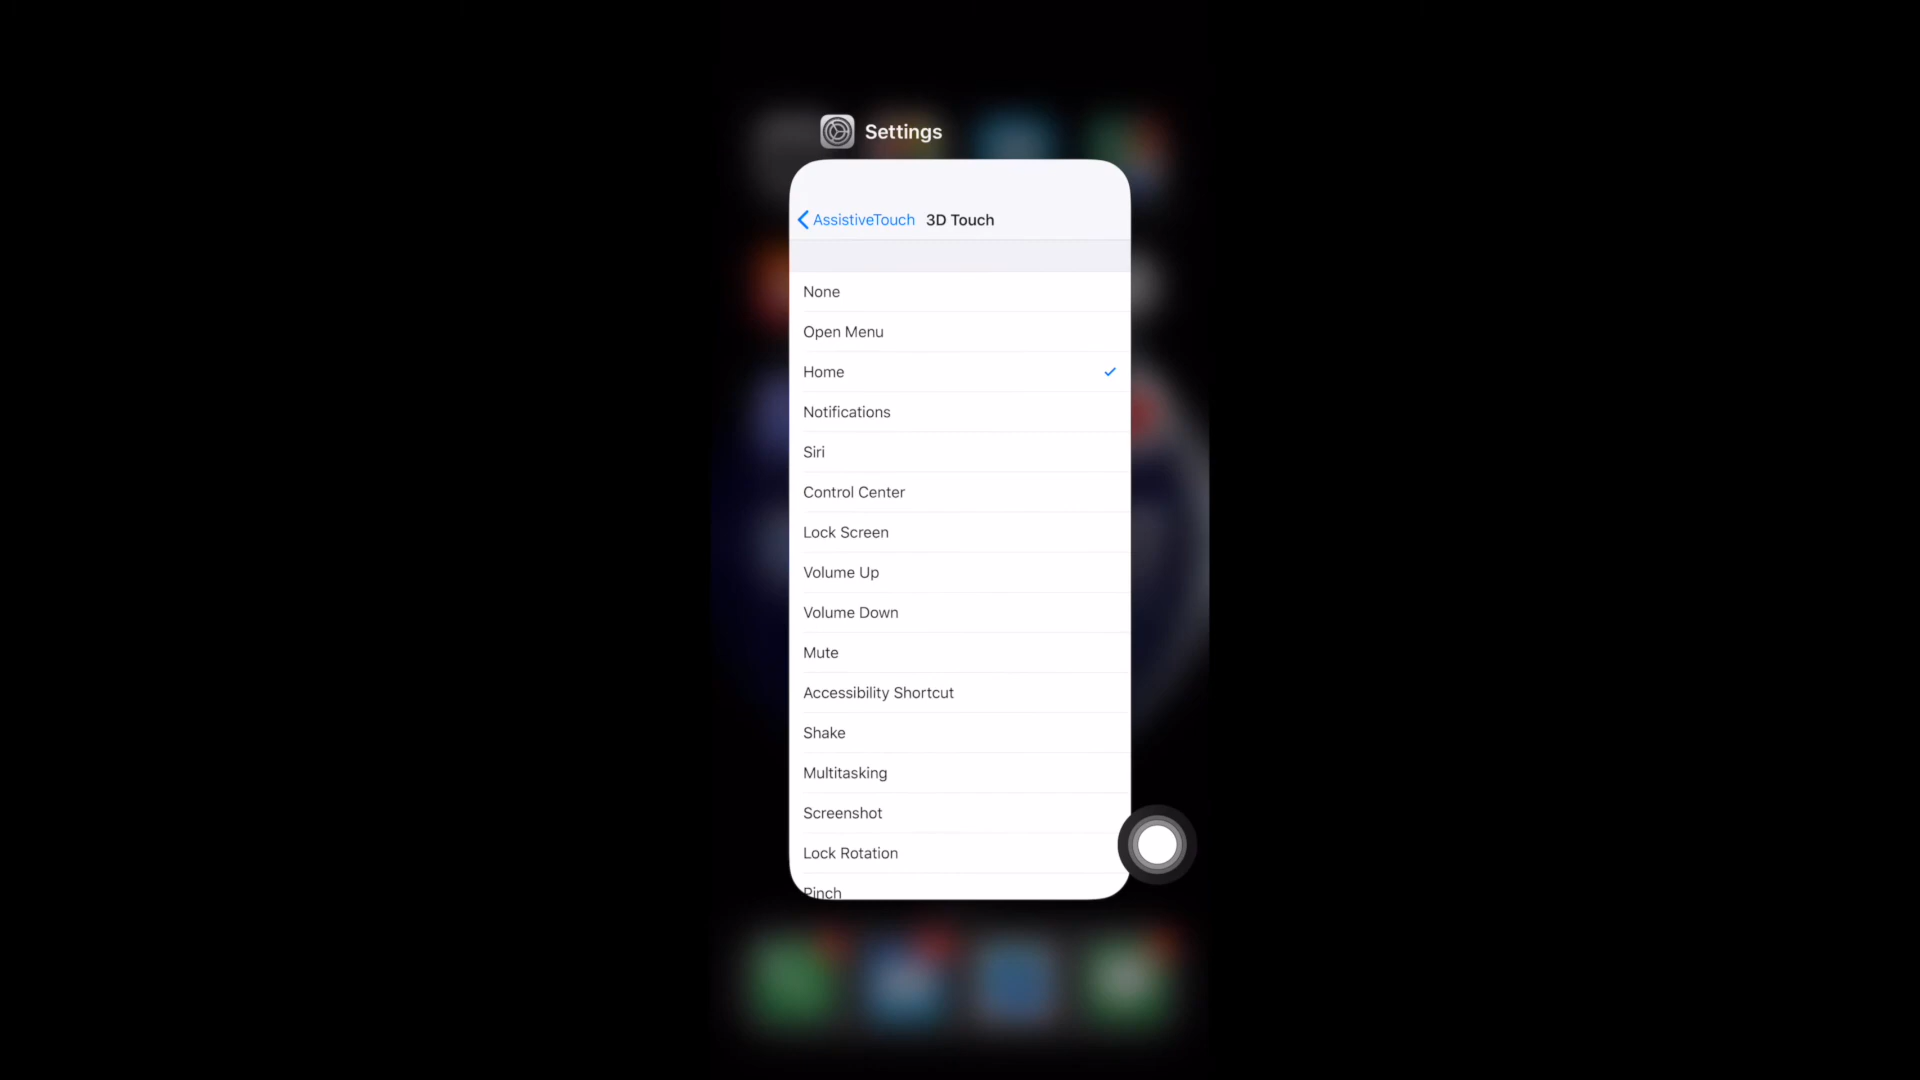 Settings
AssistiveTouch 3D Touch
None
Open Menu
Home
Notifications
Siri
Control Center
Lock Screen
Volume Up
Volume Down
Mute
Accessibility Shortcut
Shake
Multitasking
Screenshot
Lock Rotation
Pinch